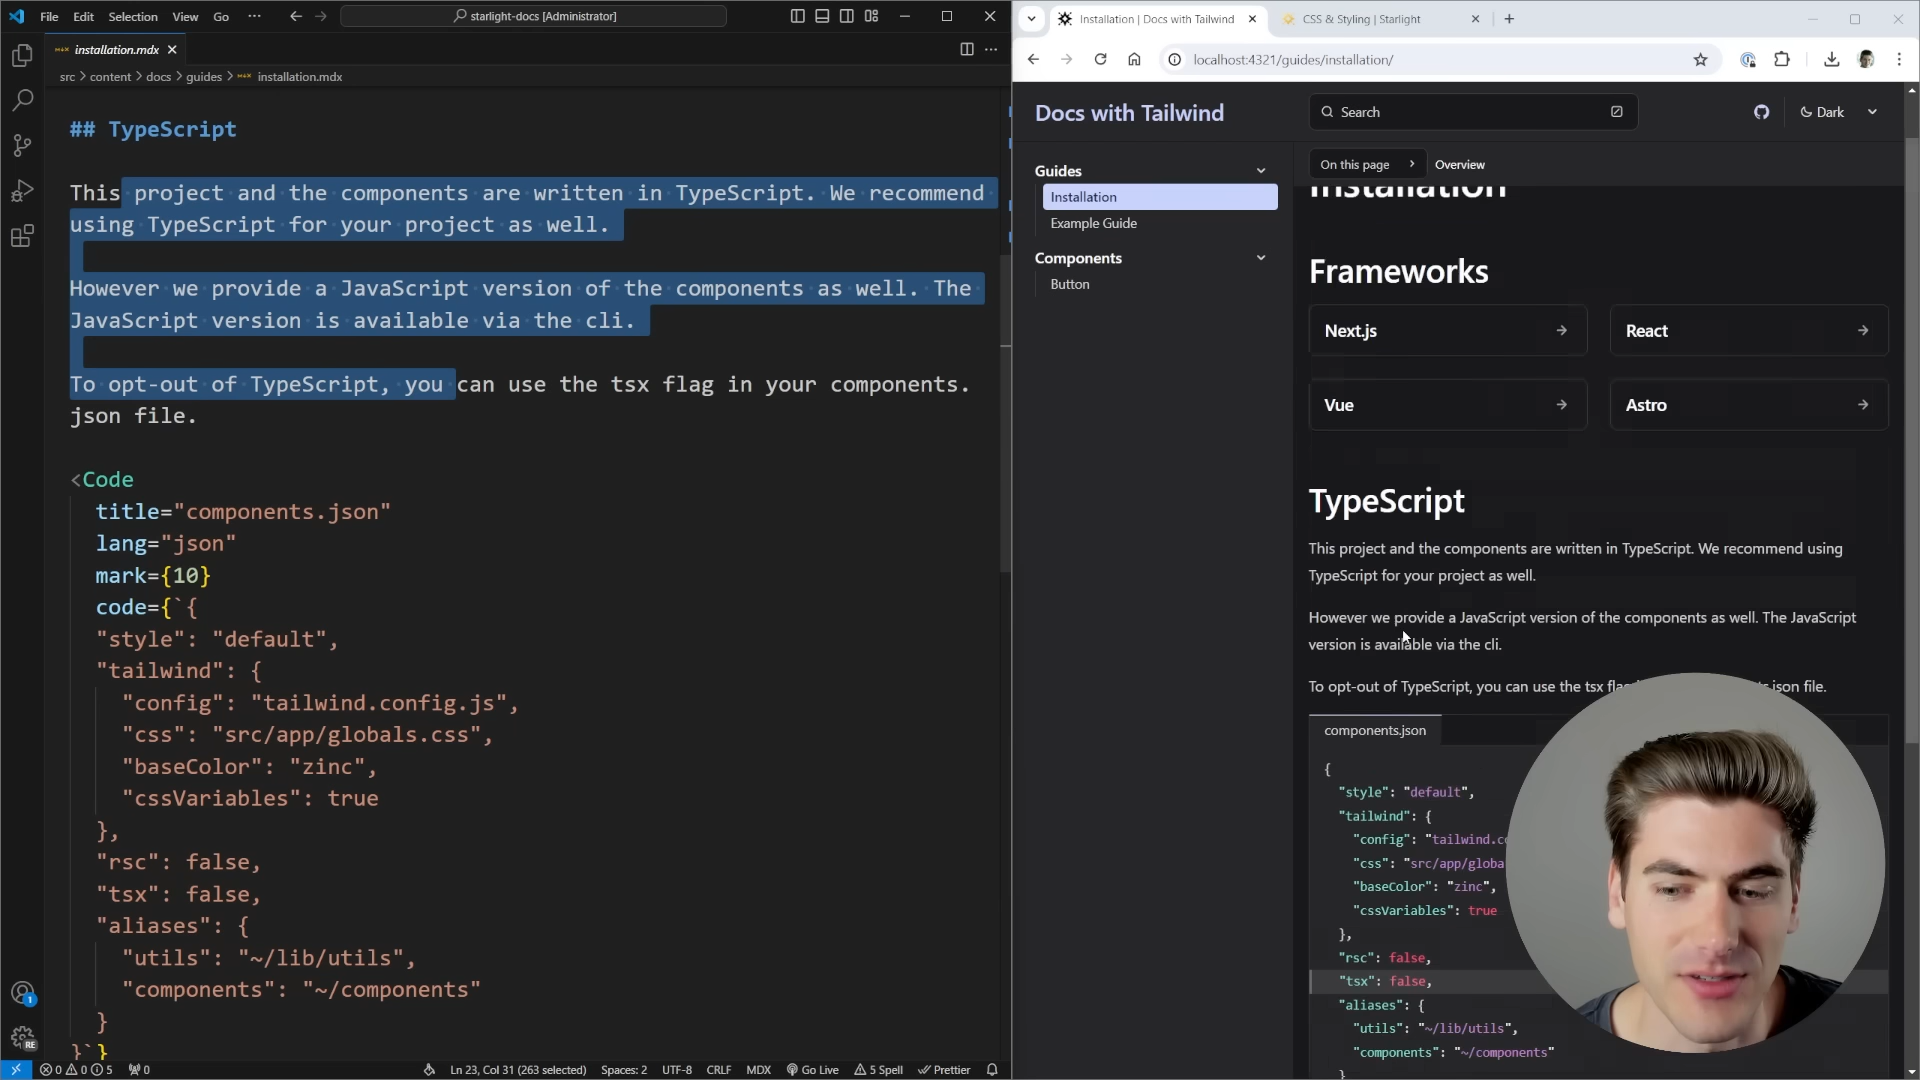 File Edit Selection View Go ···
starlight-docs [Administrator]
installation.mdx
src > content > docs > guides > installation.mdx
## TypeScript
This project and the components are written in TypeScript. We recommend
using TypeScript for your project as well.
However we provide a JavaScript version of the components as well. The
JavaScript version is available via the cli.
To opt-out of TypeScript, you can use the tsx flag in your components.
json file.
<Code
title="components.json"
lang="json"
mark={10}
code={`{
"style": "default",
"tailwind": {
"config": "tailwind.config.js",
"css": "src/app/globals.css",
"baseColor": "zinc",
"cssVariables": true
},
"rsc": false,
"tsx": false,
"aliases": {
"utils": "~/lib/utils",
"components": "~/components"
}
}`}
1
RE
0 0 5 0 Ln 23, Col 31 (263 selected) Spaces: 2 UTF-8 CRLF MDX Go Live 5 Spell Prettier
Installation | Docs with Tailwind
CSS & Styling | Starlight
localhost:4321/guides/installation/
Docs with Tailwind
Search
Dark
On this page > Overview
Guides
Installation
Example Guide
Components
Button
Installation
Frameworks
Next.js
React
Vue
Astro
TypeScript
This project and the components are written in TypeScript. We recommend using
TypeScript for your project as well.
However we provide a JavaScript version of the components as well. The JavaScript
version is available via the cli.
To opt-out of TypeScript, you can use the tsx json file.
components.json
{
"style": "default",
"tailwind": {
"config": "tailwind.
"css": "src/app/globa
"baseColor": "zinc",
"cssVariables": true
},
"rsc": false,
"tsx": false,
"aliases": {
"utils": "~/lib/utils",
"components": "~/components"
}